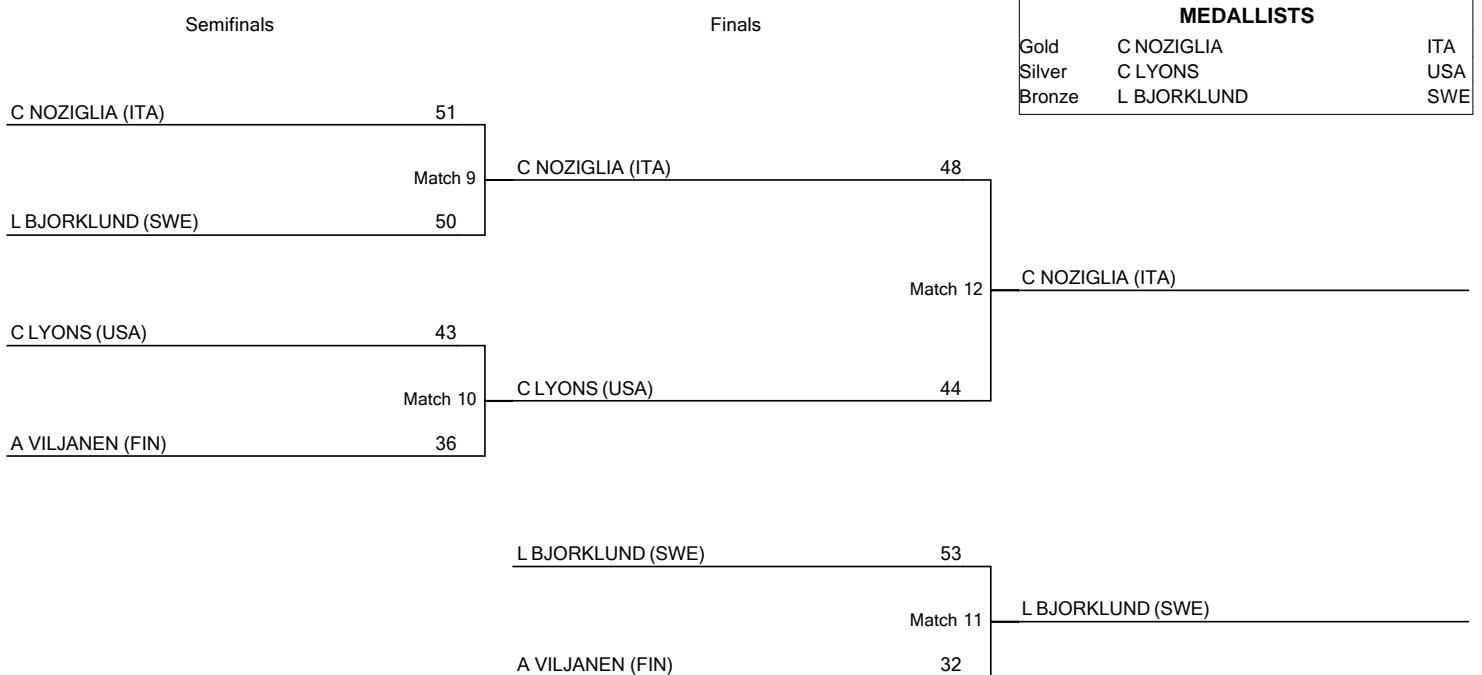 Semifinals Finals
MEDALLISTS
Gold C NOZIGLIA ITA
Silver C LYONS USA
Bronze L BJORKLUND SWE
C NOZIGLIA (ITA) 51
Match 9
C NOZIGLIA (ITA) 48
L BJORKLUND (SWE) 50
Match 12
C NOZIGLIA (ITA)
C LYONS (USA) 43
Match 10
C LYONS (USA) 44
A VILJANEN (FIN) 36
L BJORKLUND (SWE) 53
Match 11
L BJORKLUND (SWE)
A VILJANEN (FIN) 32